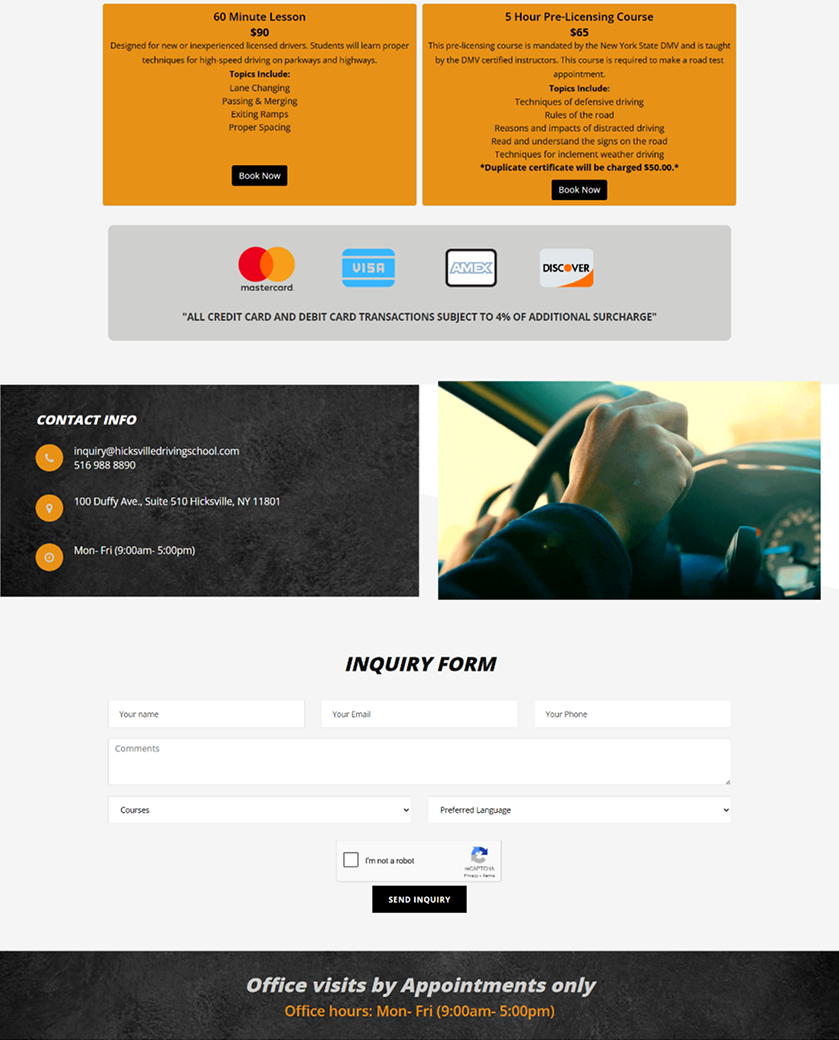 60 Minute Lesson
$90
Designed for new or inexperienced licensed drivers. Students will learn proper
techniques for high-speed driving on parkways and highways.
Topics Include:
Lane Changing
Passing & Merging
Exiting Ramps
Proper Spacing
Book Now
5 Hour Pre-Licensing Course
$65
This pre-licensing course is mandated by the New York State DMV and is taught
by the DMV certified instructors. This course is required to make a road test
appointment.
Topics Include:
Techniques of defensive driving
Rules of the road
Reasons and impacts of distracted driving
Read and understand the signs on the road
Techniques for inclement weather driving
*Duplicate certificate will be charged $50.00.*
Book Now
mastercard.
VISA
AMEX
DISCOVER
"ALL CREDIT CARD AND DEBIT CARD TRANSACTIONS SUBJECT TO 4% OF ADDITIONAL SURCHARGE"
CONTACT INFO
inquiry@hicksvilledrivingschool.com
516 988 8890
100 Duffy Ave., Suite 510 Hicksville, NY 11801
Mon- Fri (9:00am- 5:00pm)
INQUIRY FORM
Your name
Your Email
Your Phone
Comments
Courses
Preferred Language
I'm not a robot
reCAPTCHA
Privacy - Terms
SEND INQUIRY
Office visits by Appointments only
Office hours: Mon- Fri (9:00am- 5:00pm)